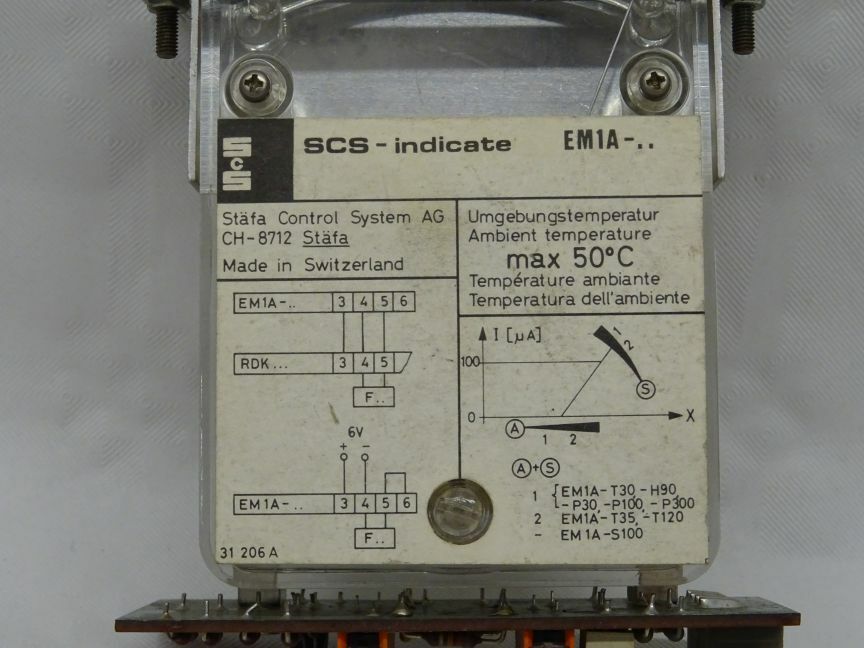 SCS
SCS - indicate EM1A-..
Stäfa Control System AG
CH-8712 Stäfa
Made in Switzerland
Umgebungstemperatur
Ambient temperature
max 50°C
Température ambiante
Temperatura dell'ambiente
EM1A-.. 3 4 5 6
RDK... 3 4 5
F..
6V
+ -
EM1A-.. 3 4 5 6
F..
31 206 A
I [µA]
100
0
X
1
2
S
A
1 2
A+S
1 {EM1A-T30,-H90,
-P30,-P100,-P300
2 EM1A-T35,-T120
- EM1A-S100